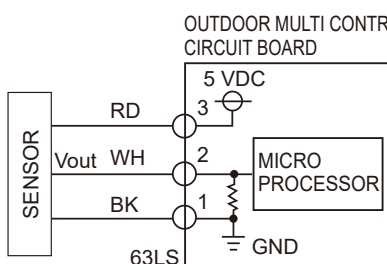 OUTDOOR MULTI CONTR
CIRCUIT BOARD
5 VDC
RD
3
SENSOR
Vout WH
2
MICRO
PROCESSOR
BK
1
GND
63LS